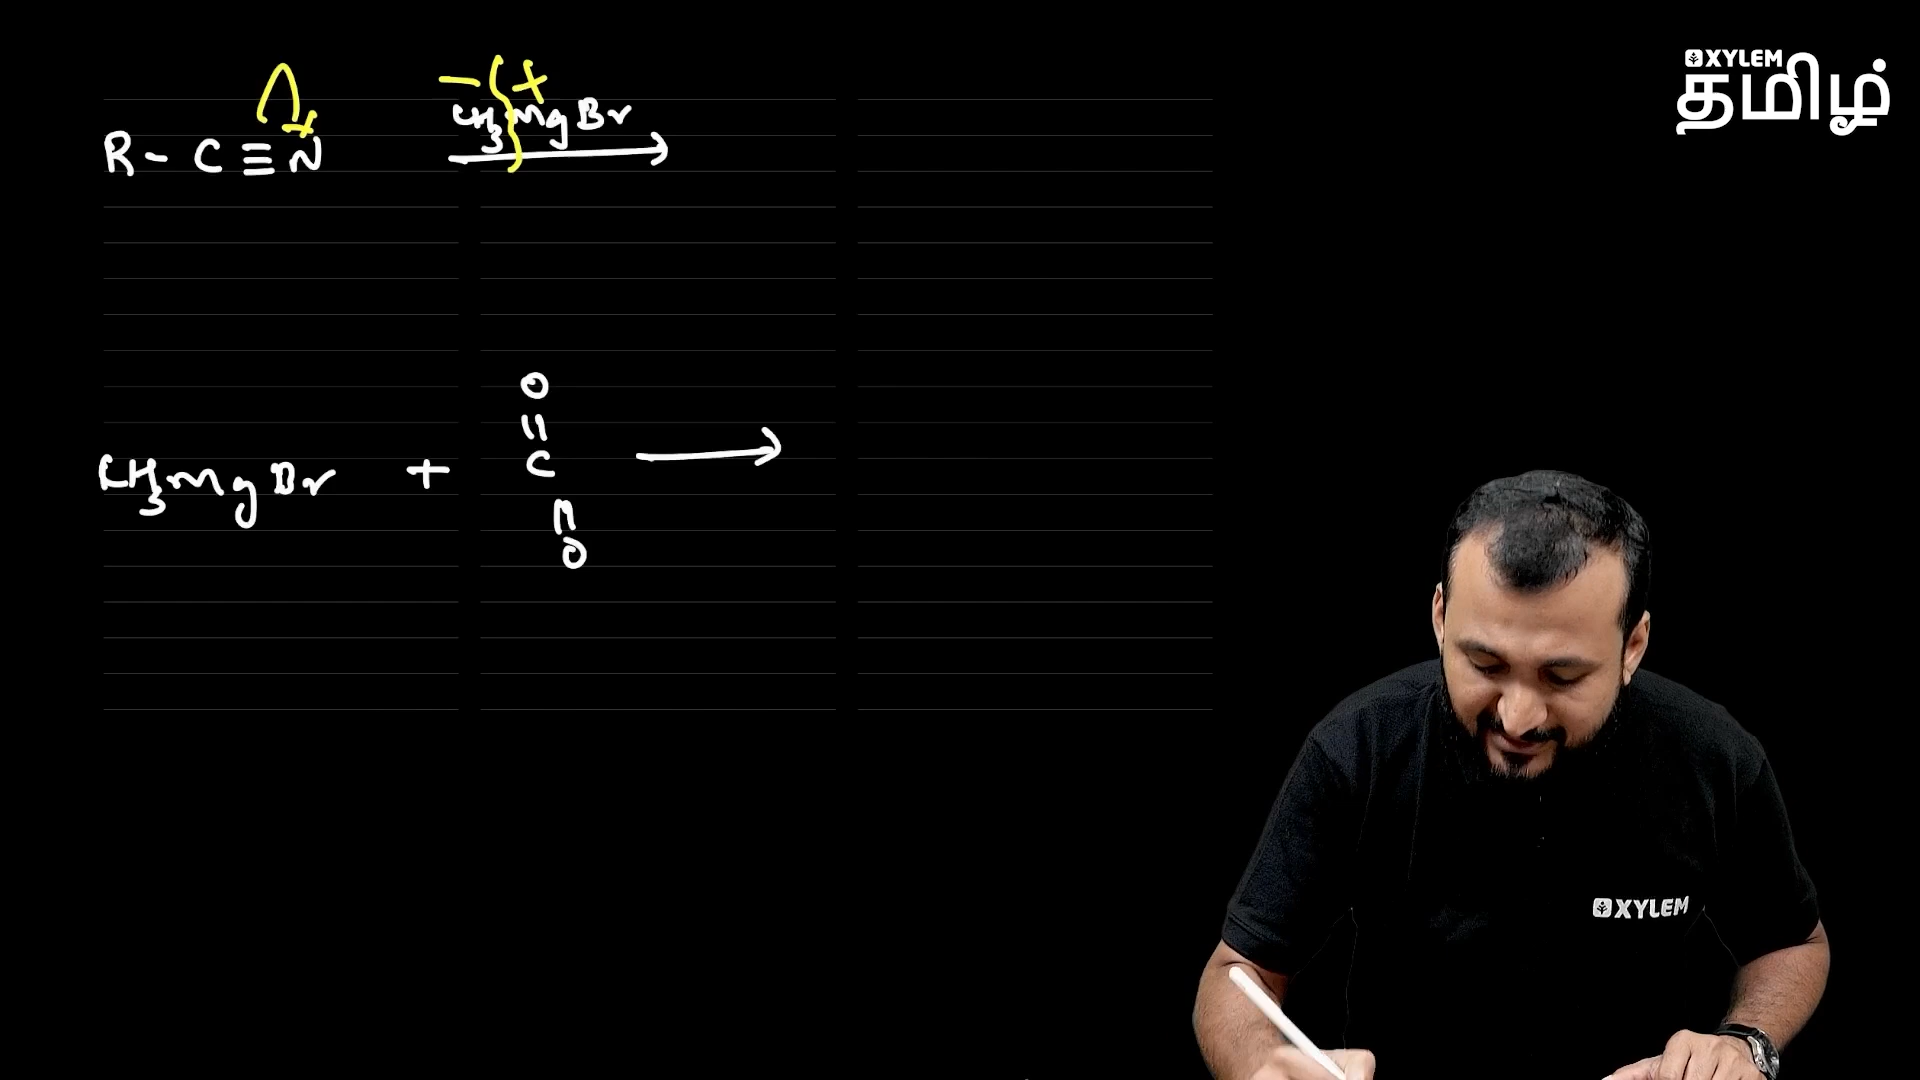 XYLEM
தமிழ்
- +
CH₃MgBr
+
R - C ≡ N
O
||
CH₃MgBr + C
||
O
XYLEM